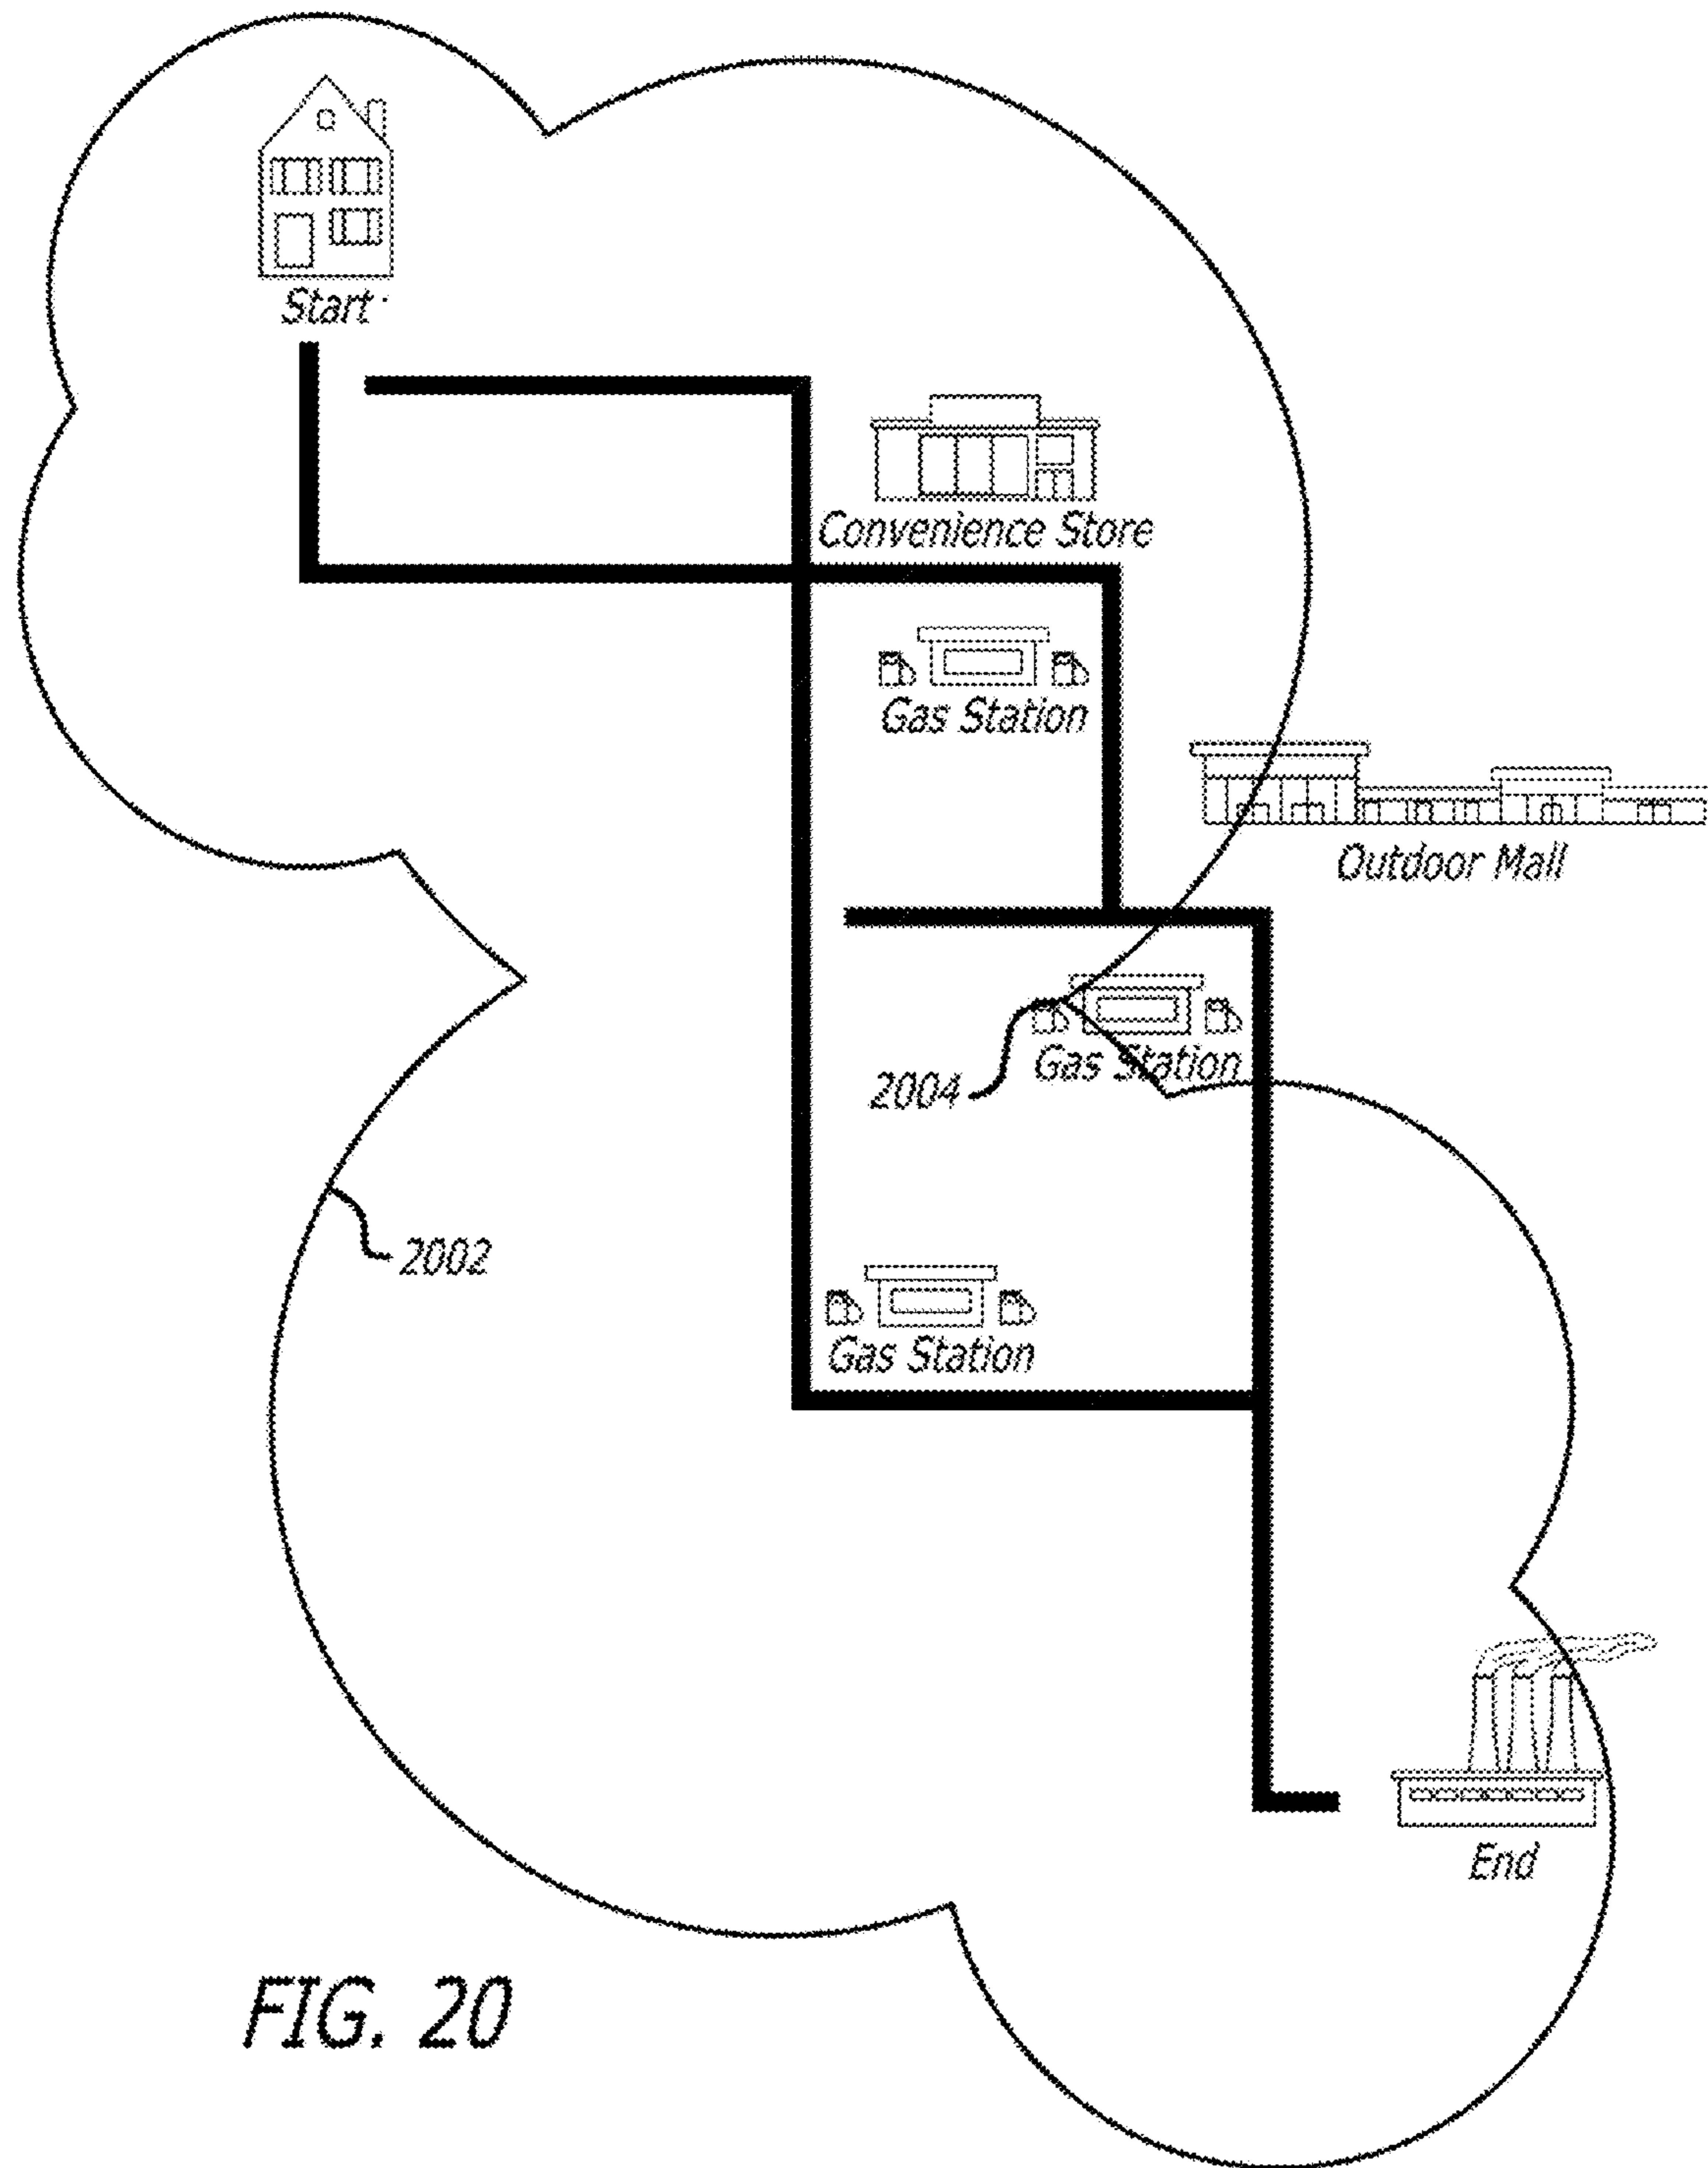 Start
Convenience Store
Gas Station
Outdoor Mall
Gas Station
2004
2002
Gas Station
End
FIG. 20